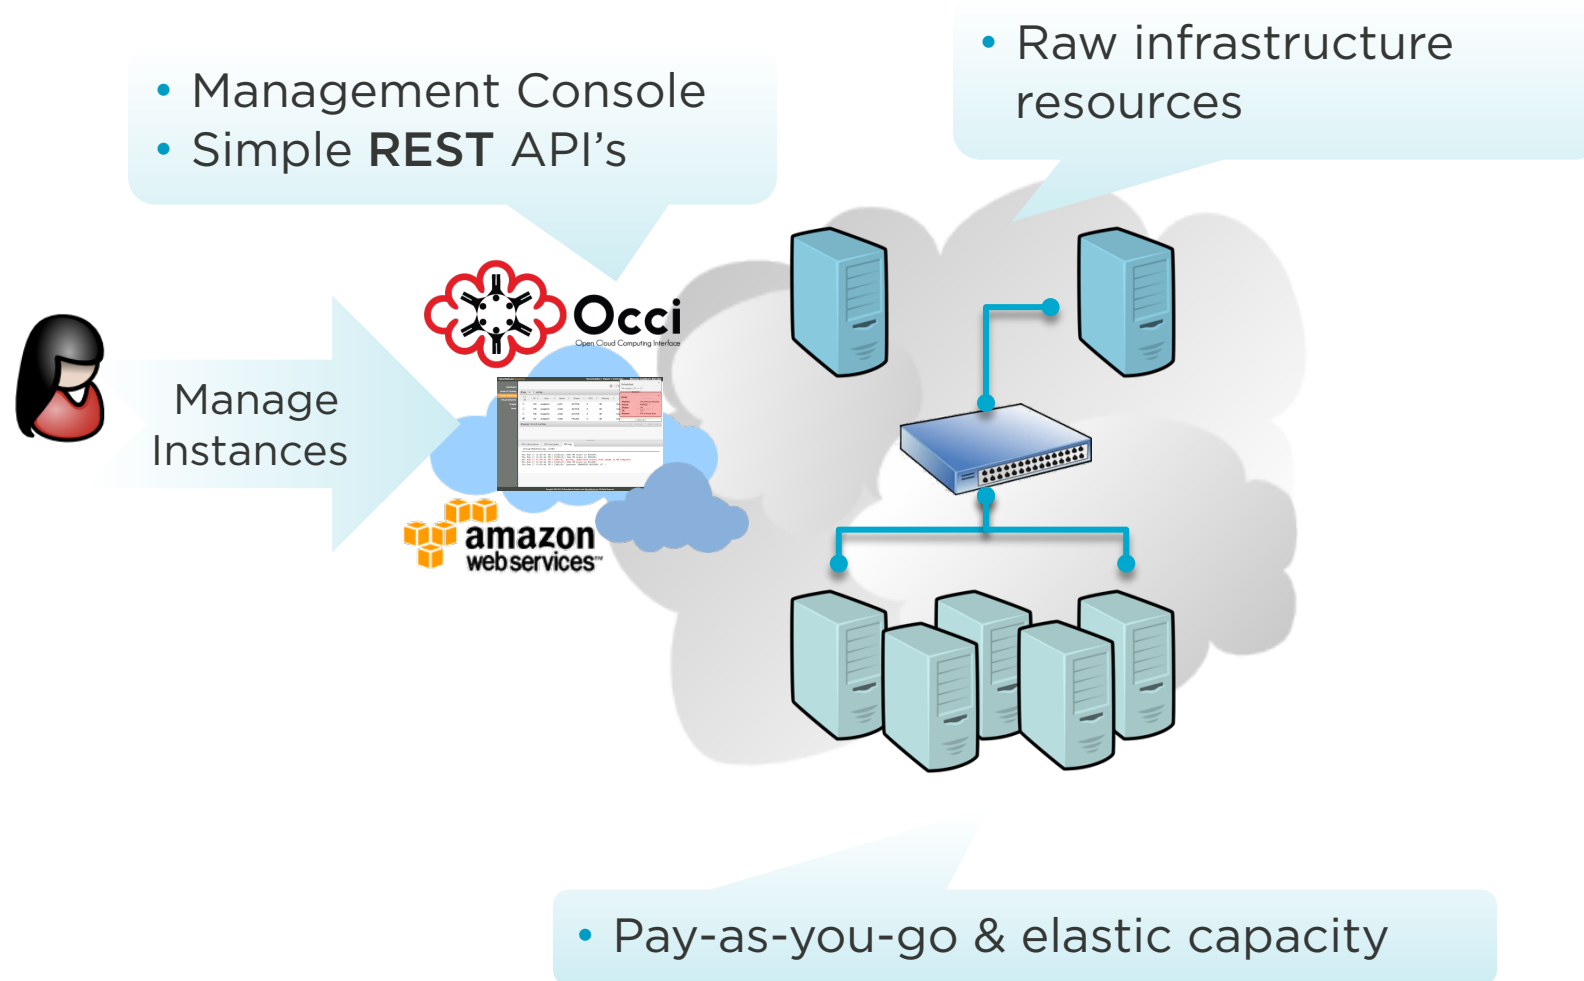 • Raw infrastructure
resources
• Management Console
• Simple REST API’s
Occi
Open Cloud Computing Interface
Manage
Instances
amazon
webservices™
• Pay-as-you-go & elastic capacity